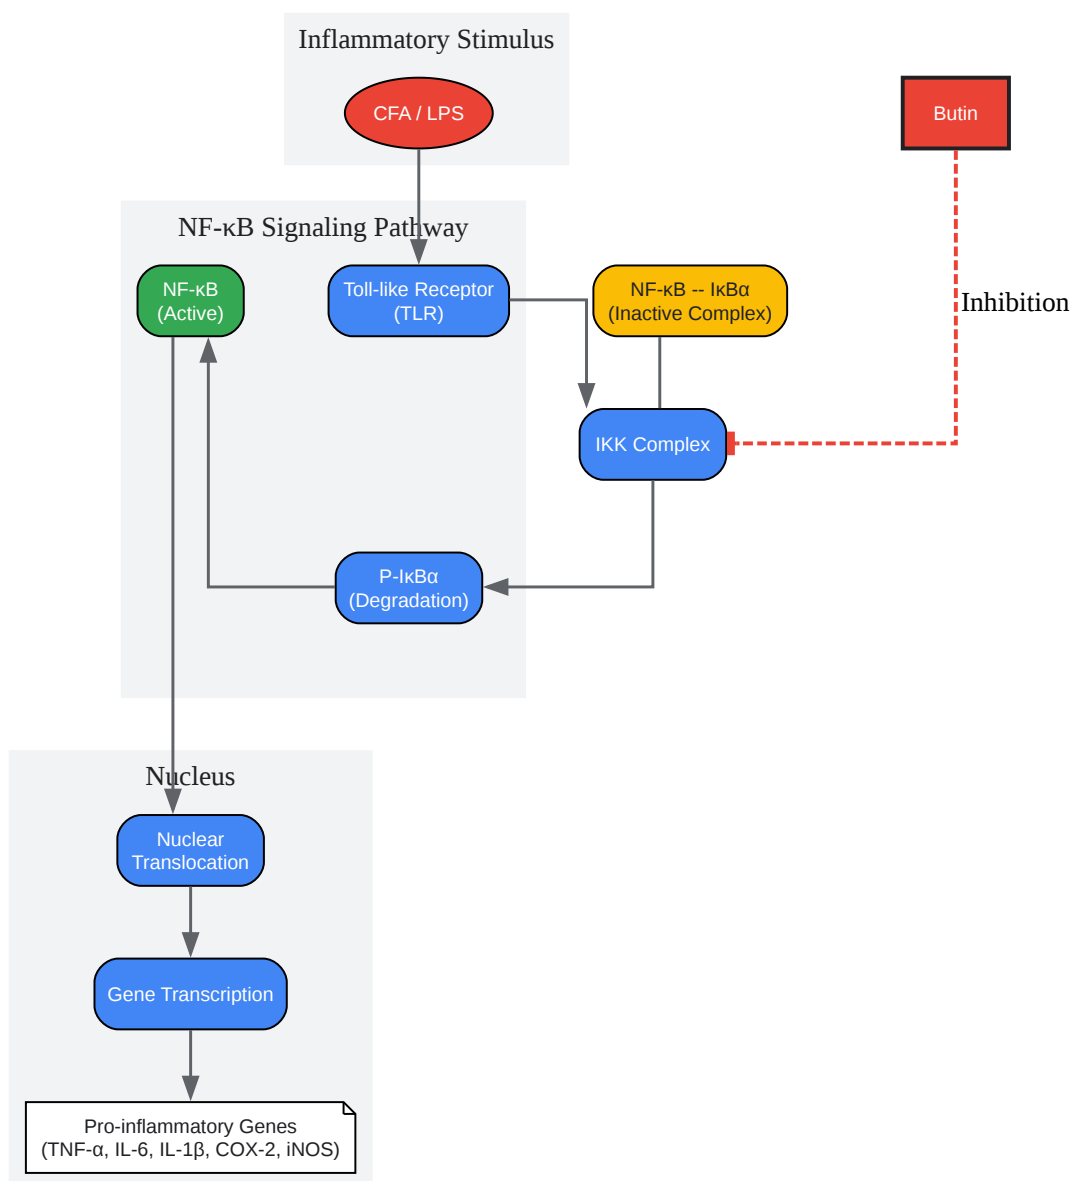 Inflammatory Stimulus
CFA / LPS
Butin
NF-κB Signaling Pathway
NF-κB
(Active)
Toll-like Receptor
(TLR)
NF-κB -- IκBα
(Inactive Complex)
Inhibition
IKK Complex
P-IκBα
(Degradation)
Nucleus
Nuclear
Translocation
Gene Transcription
Pro-inflammatory Genes
(TNF-α, IL-6, IL-1β, COX-2, iNOS)